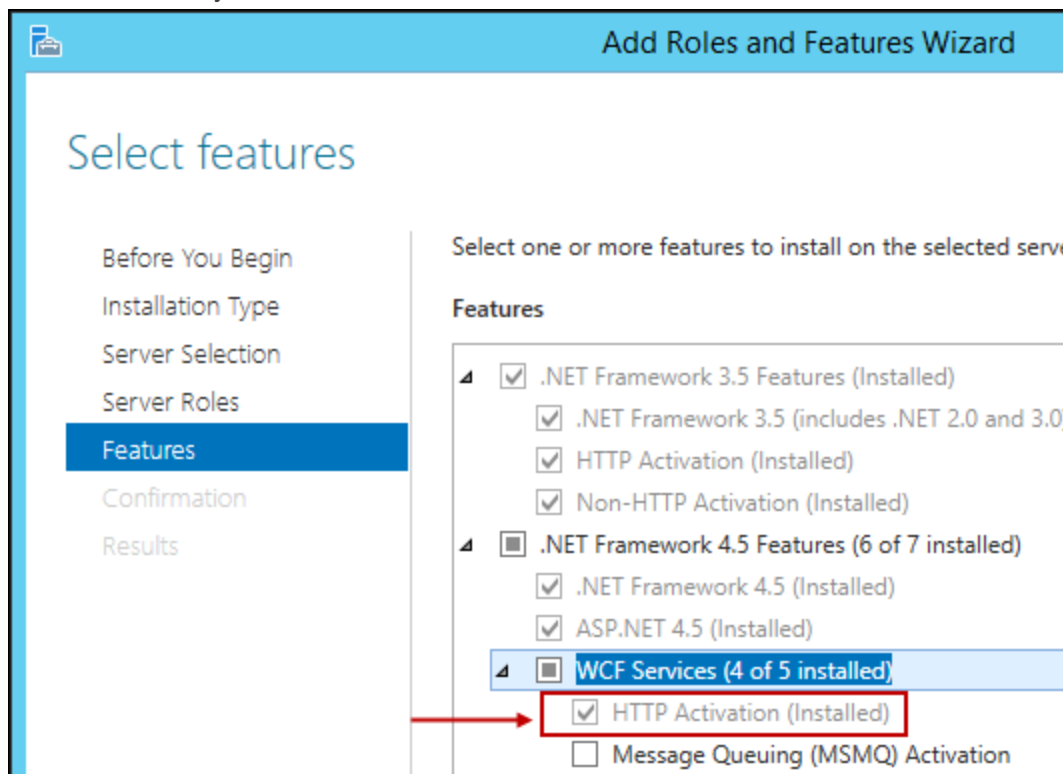 Add Roles and Features Wizard
Select features
Before You Begin
Installation Type
Server Selection
Server Roles
Features
Confirmation
Results
Select one or more features to install on the selected serve
Features
.NET Framework 3.5 Features (Installed)
.NET Framework 3.5 (includes .NET 2.0 and 3.0)
HTTP Activation (Installed)
Non-HTTP Activation (Installed)
.NET Framework 4.5 Features (6 of 7 installed)
.NET Framework 4.5 (Installed)
ASP.NET 4.5 (Installed)
WCF Services (4 of 5 installed)
HTTP Activation (Installed)
Message Queuing (MSMQ) Activation